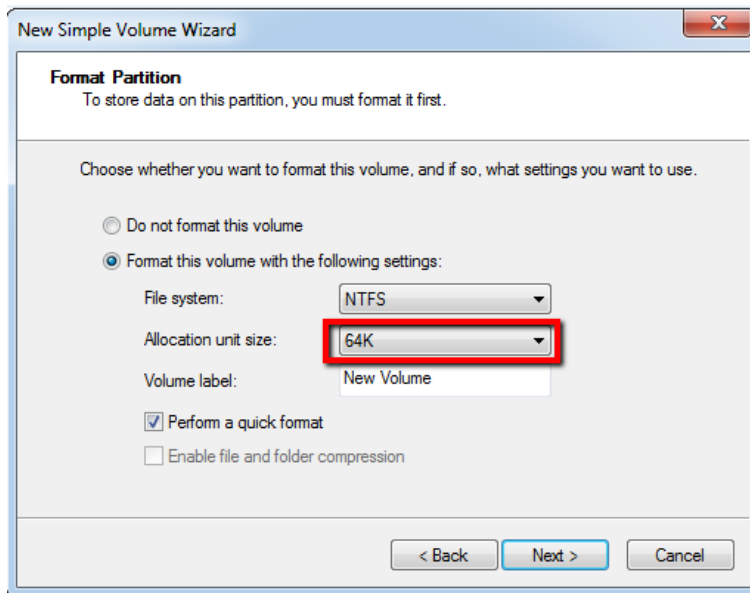 New Simple Volume Wizard
Format Partition
To store data on this partition, you must format it first.
Choose whether you want to format this volume, and if so, what settings you want to use.
Do not format this volume
Format this volume with the following settings:
File system: NTFS
Allocation unit size: 64K
Volume label: New Volume
Perform a quick format
Enable file and folder compression
< Back Next > Cancel